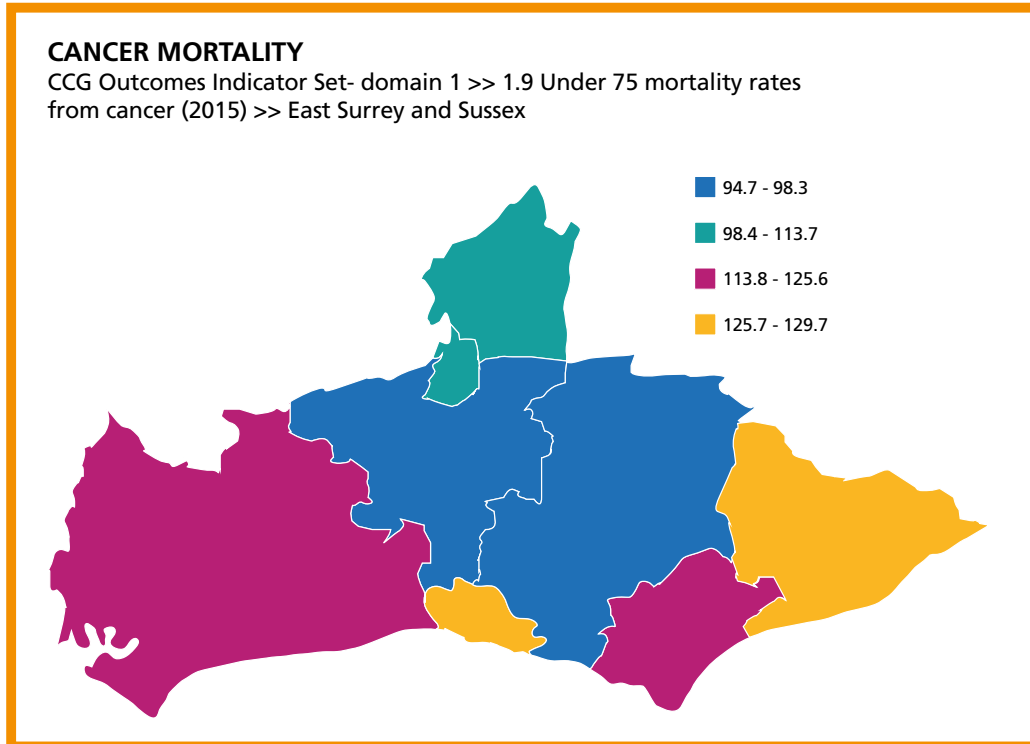 CANCER MORTALITY
CCG Outcomes Indicator Set- domain 1 >> 1.9 Under 75 mortality rates
from cancer (2015) >> East Surrey and Sussex
94.7 - 98.3
98.4 - 113.7
113.8 - 125.6
125.7 - 129.7